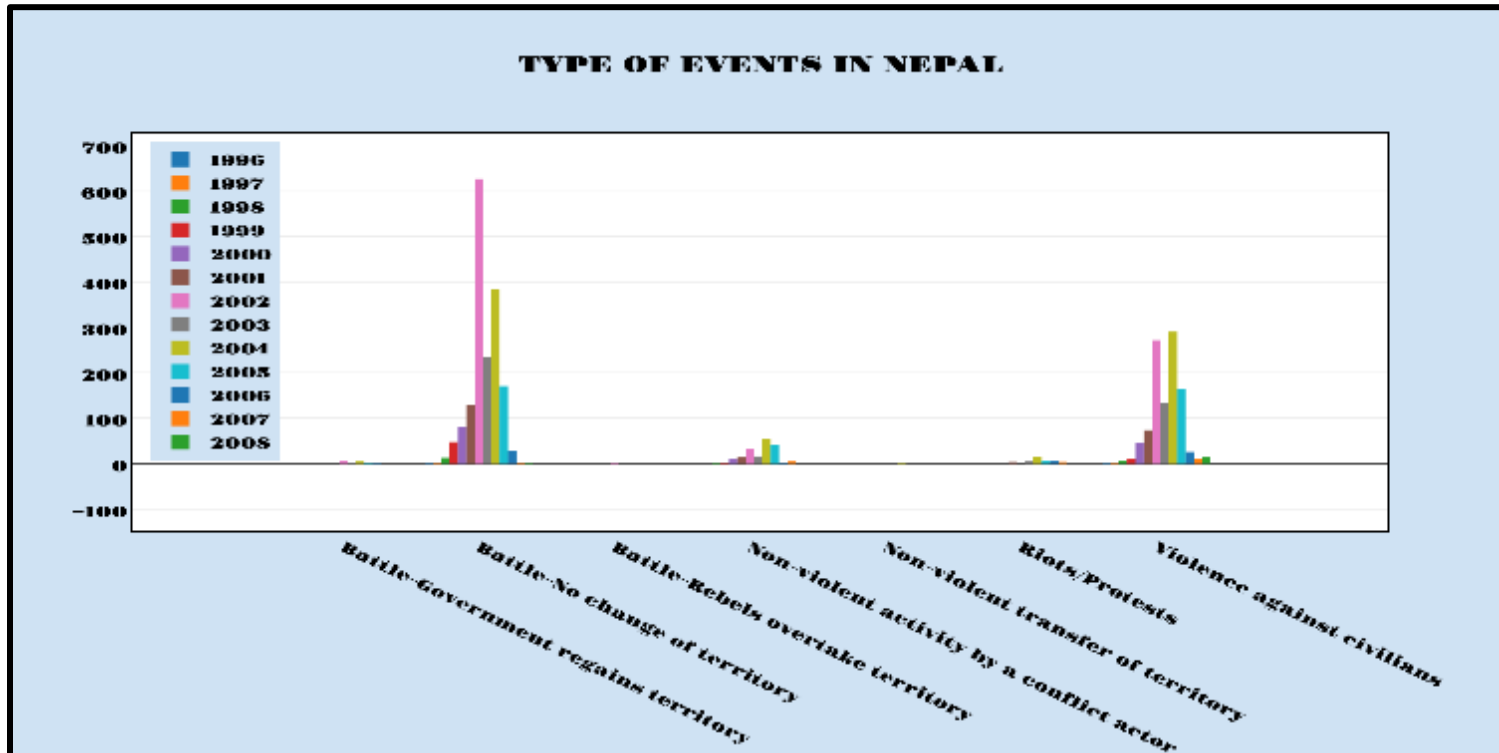 TYPE OF EVENTS IN NEPAL
700
600
500
400
300
200
100
0
−100
1996
1997
1998
1999
2000
2001
2002
2003
2004
2005
2006
2007
2008
Battle-Government regains territory
Battle-No change of territory
Battle-Rebels overtake territory
Non-violent activity by a conflict actor
Non-violent transfer of territory
Riots/Protests
Violence against civilians